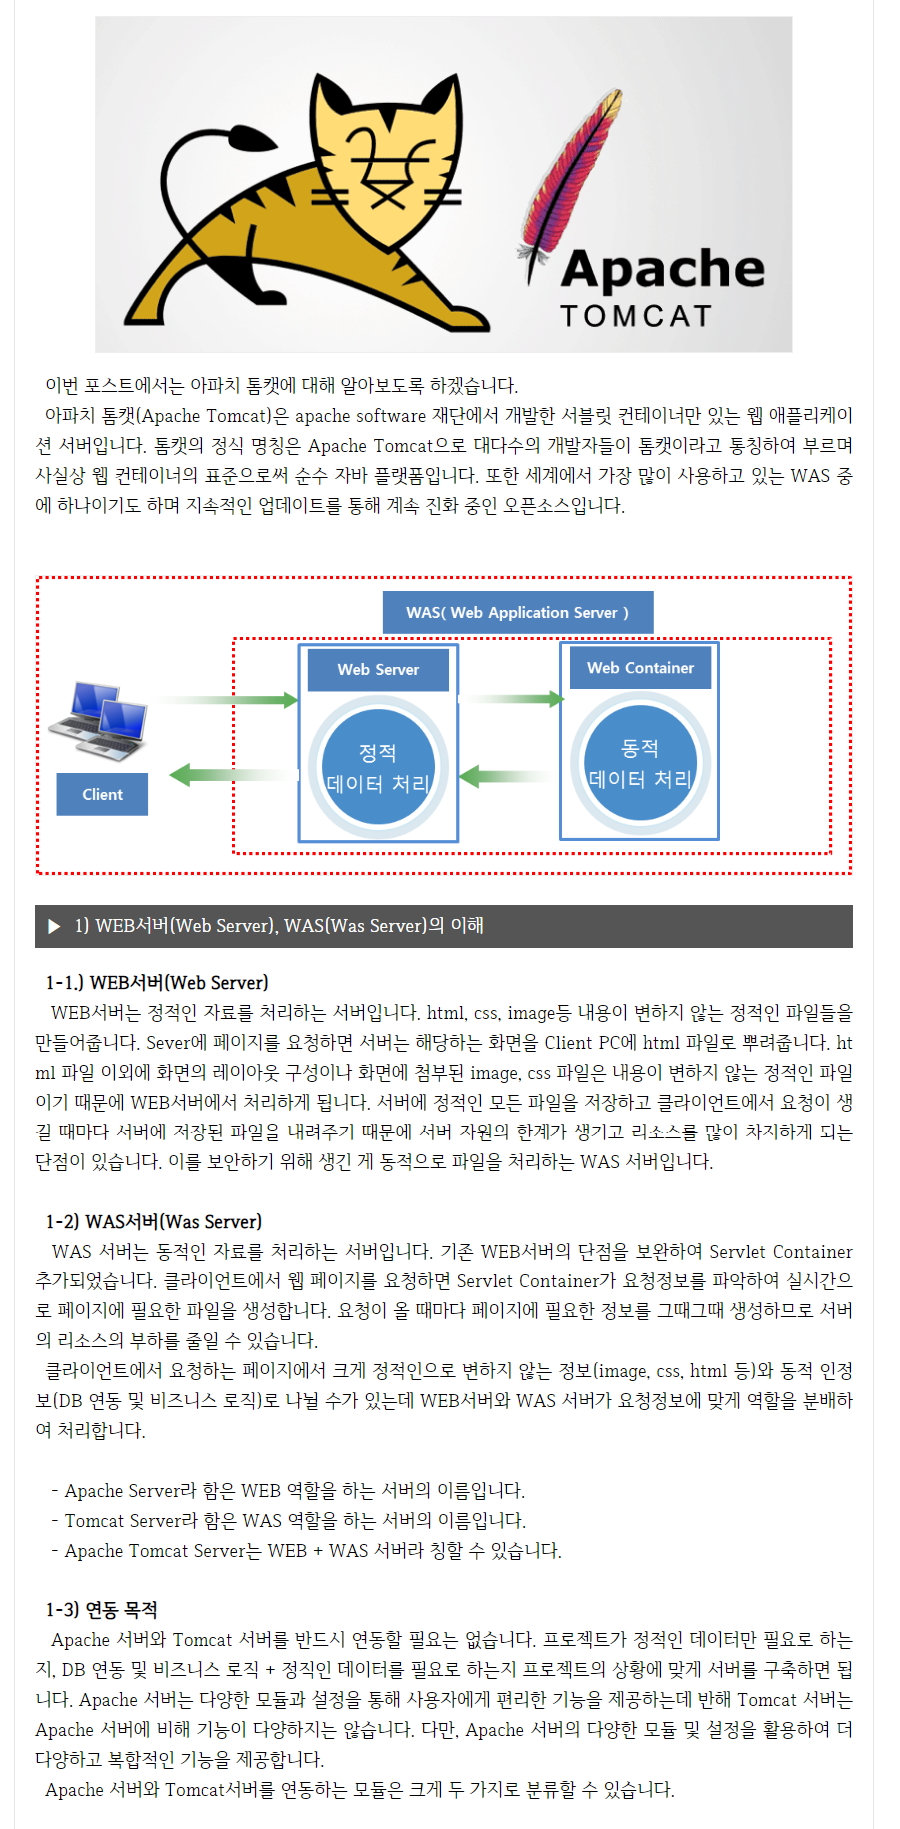 Apache
TOMCAT
이번 포스트에서는 아파치 톰캣에 대해 알아보도록 하겠습니다.
아파치 톰캣(Apache Tomcat)은 apache software 재단에서 개발한 서블릿 컨테이너만 있는 웹 애플리케이
션 서버입니다. 톰캣의 정식 명칭은 Apache Tomcat으로 대다수의 개발자들이 톰캣이라고 통칭하여 부르며
사실상 웹 컨테이너의 표준으로써 순수 자바 플랫폼입니다. 또한 세계에서 가장 많이 사용하고 있는 WAS 중
에 하나이기도 하며 지속적인 업데이트를 통해 계속 진화 중인 오픈소스입니다.
WAS( Web Application Server )
Web Server
Web Container
정적
데이터 처리
동적
데이터 처리
Client
▶ 1) WEB서버(Web Server), WAS(Was Server)의 이해
1-1.) WEB서버(Web Server)
WEB서버는 정적인 자료를 처리하는 서버입니다. html, css, image등 내용이 변하지 않는 정적인 파일들을
만들어줍니다. Sever에 페이지를 요청하면 서버는 해당하는 화면을 Client PC에 html 파일로 뿌려줍니다. ht
ml 파일 이외에 화면의 레이아웃 구성이나 화면에 첨부된 image, css 파일은 내용이 변하지 않는 정적인 파일
이기 때문에 WEB서버에서 처리하게 됩니다. 서버에 정적인 모든 파일을 저장하고 클라이언트에서 요청이 생
길 때마다 서버에 저장된 파일을 내려주기 때문에 서버 자원의 한계가 생기고 리소스를 많이 차지하게 되는
단점이 있습니다. 이를 보안하기 위해 생긴 게 동적으로 파일을 처리하는 WAS 서버입니다.
1-2) WAS서버(Was Server)
WAS 서버는 동적인 자료를 처리하는 서버입니다. 기존 WEB서버의 단점을 보완하여 Servlet Container
추가되었습니다. 클라이언트에서 웹 페이지를 요청하면 Servlet Container가 요청정보를 파악하여 실시간으
로 페이지에 필요한 파일을 생성합니다. 요청이 올 때마다 페이지에 필요한 정보를 그때그때 생성하므로 서버
의 리소스의 부하를 줄일 수 있습니다.
클라이언트에서 요청하는 페이지에서 크게 정적인으로 변하지 않는 정보(image, css, html 등)와 동적 인정
보(DB 연동 및 비즈니스 로직)로 나뉠 수가 있는데 WEB서버와 WAS 서버가 요청정보에 맞게 역할을 분배하
여 처리합니다.
- Apache Server라 함은 WEB 역할을 하는 서버의 이름입니다.
- Tomcat Server라 함은 WAS 역할을 하는 서버의 이름입니다.
- Apache Tomcat Server는 WEB + WAS 서버라 칭할 수 있습니다.
1-3) 연동 목적
Apache 서버와 Tomcat 서버를 반드시 연동할 필요는 없습니다. 프로젝트가 정적인 데이터만 필요로 하는
지, DB 연동 및 비즈니스 로직 + 정직인 데이터를 필요로 하는지 프로젝트의 상황에 맞게 서버를 구축하면 됩
니다. Apache 서버는 다양한 모듈과 설정을 통해 사용자에게 편리한 기능을 제공하는데 반해 Tomcat 서버는
Apache 서버에 비해 기능이 다양하지는 않습니다. 다만, Apache 서버의 다양한 모듈 및 설정을 활용하여 더
다양하고 복합적인 기능을 제공합니다.
Apache 서버와 Tomcat서버를 연동하는 모듈은 크게 두 가지로 분류할 수 있습니다.